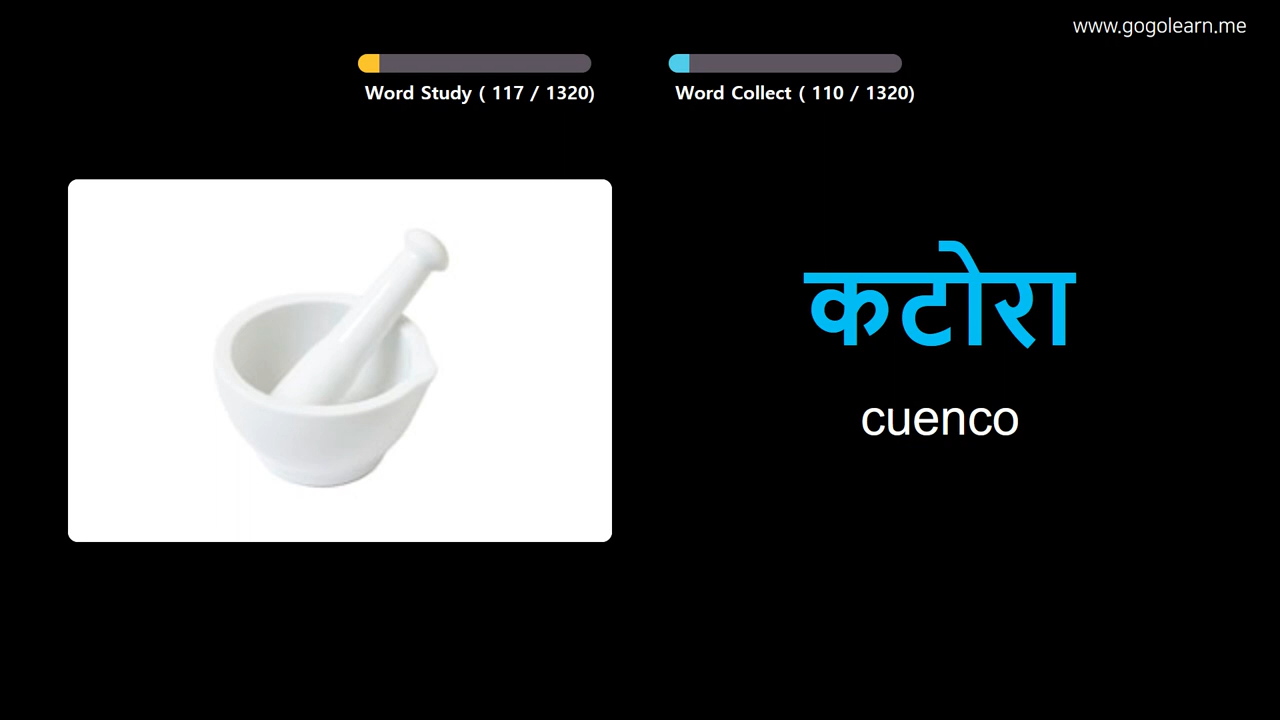 www.gogolearn.me
Word Study ( 117 / 1320)
Word Collect ( 110 / 1320)
कटोरा
cuenco